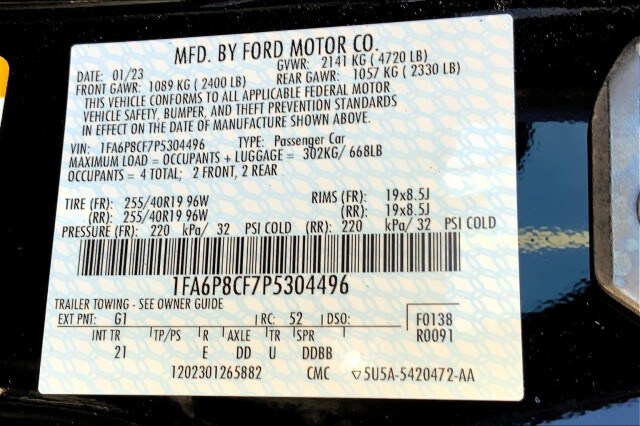 MFD. BY FORD MOTOR CO.
DATE: 01/23 GVWR: 2141 KG ( 4720 LB)
FRONT GAWR: 1089 KG ( 2400 LB) REAR GAWR: 1057 KG ( 2330 LB)
THIS VEHICLE CONFORMS TO ALL APPLICABLE FEDERAL MOTOR
VEHICLE SAFETY, BUMPER, AND THEFT PREVENTION STANDARDS
IN EFFECT ON THE DATE OF MANUFACTURE SHOWN ABOVE.
VIN: 1FA6P8CF7P5304496 TYPE: Passenger Car
MAXIMUM LOAD = OCCUPANTS + LUGGAGE = 302KG/ 668LB
OCCUPANTS = 4 TOTAL; 2 FRONT, 2 REAR
TIRE (FR): 255/40R19 96W RIMS (FR): 19x8.5J
(RR): 255/40R19 96W (RR): 19x8.5J
PRESSURE (FR): 220 kPa/ 32 PSI COLD (RR): 220 kPa/ 32 PSI COLD
1FA6P8CF7P5304496
TRAILER TOWING - SEE OWNER GUIDE
EXT PNT: G1 RC: 52 DSO: F0138
INT TR TP/PS R AXLE TR SPR R0091
21 E DD U DDBB
1202301265882 CMC ▽5U5A-5420472-AA